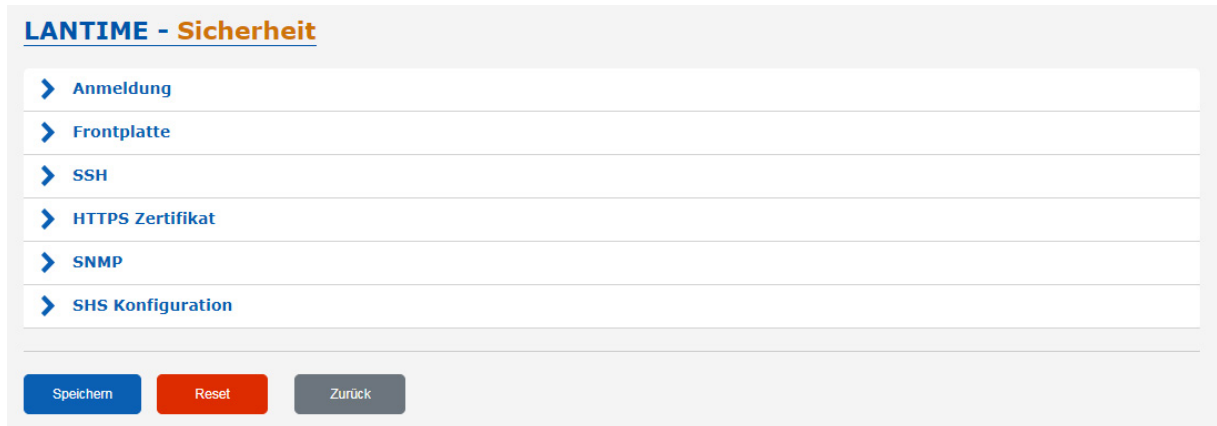 LANTIME - Sicherheit
Anmeldung
Frontplatte
SSH
HTTPS Zertifikat
SNMP
SHS Konfiguration
Speichern Reset Zurück